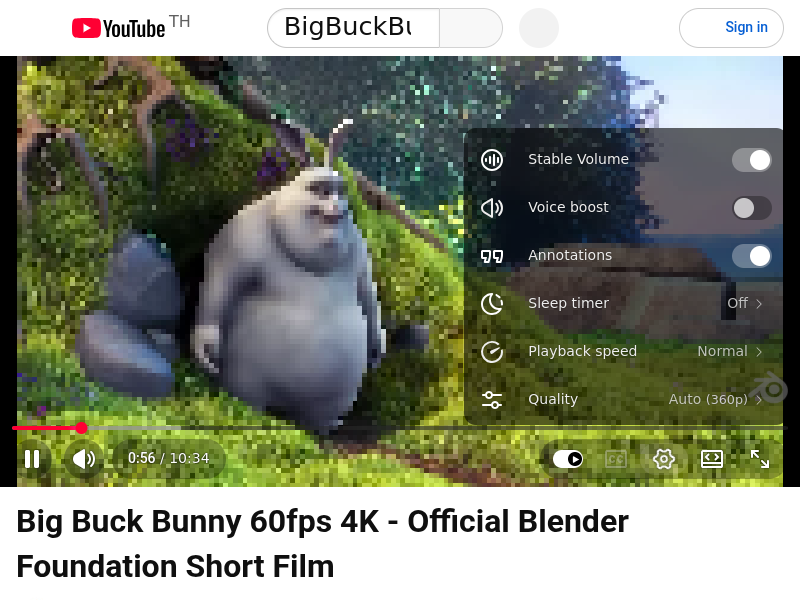 YouTube TH
BigBuckBu
Sign in
Stable Volume
Voice boost
Annotations
Sleep timer Off
Playback speed Normal
Quality Auto (360p)
0:56 / 10:34
CC
Big Buck Bunny 60fps 4K - Official Blender
Foundation Short Film